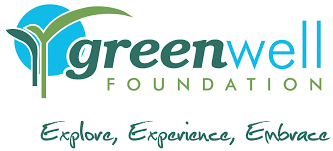 greenwell
FOUNDATION
Explore, Experience, Embrace